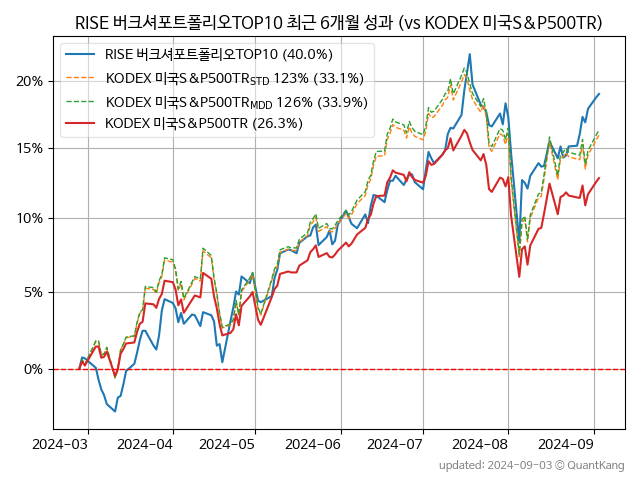 RISE 버크셔포트폴리오TOP10 최근 6개월 성과 (vs KODEX 미국S&P500TR)
RISE 버크셔포트폴리오TOP10 (40.0%)
KODEX 미국S&P500TR_STD 123% (33.1%)
KODEX 미국S&P500TR_MDD 126% (33.9%)
KODEX 미국S&P500TR (26.3%)
20%
15%
10%
5%
0%
2024-03 2024-04 2024-05 2024-06 2024-07 2024-08 2024-09
updated: 2024-09-03 © QuantKang